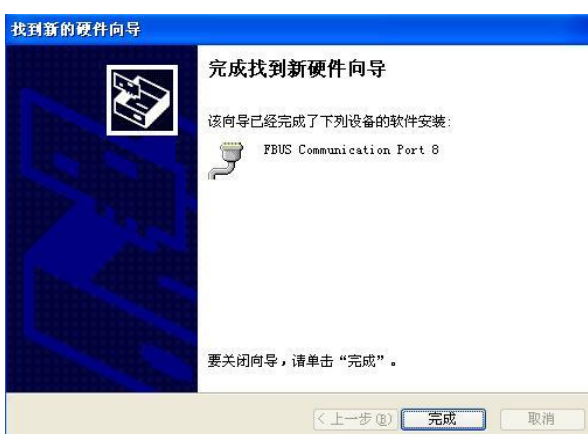 找到新的硬件向导
完成找到新硬件向导
该向导已经完成了下列设备的软件安装:
FBUS Communication Port 8
要关闭向导，请单击“完成”。
<上一步(B)
完成
取消